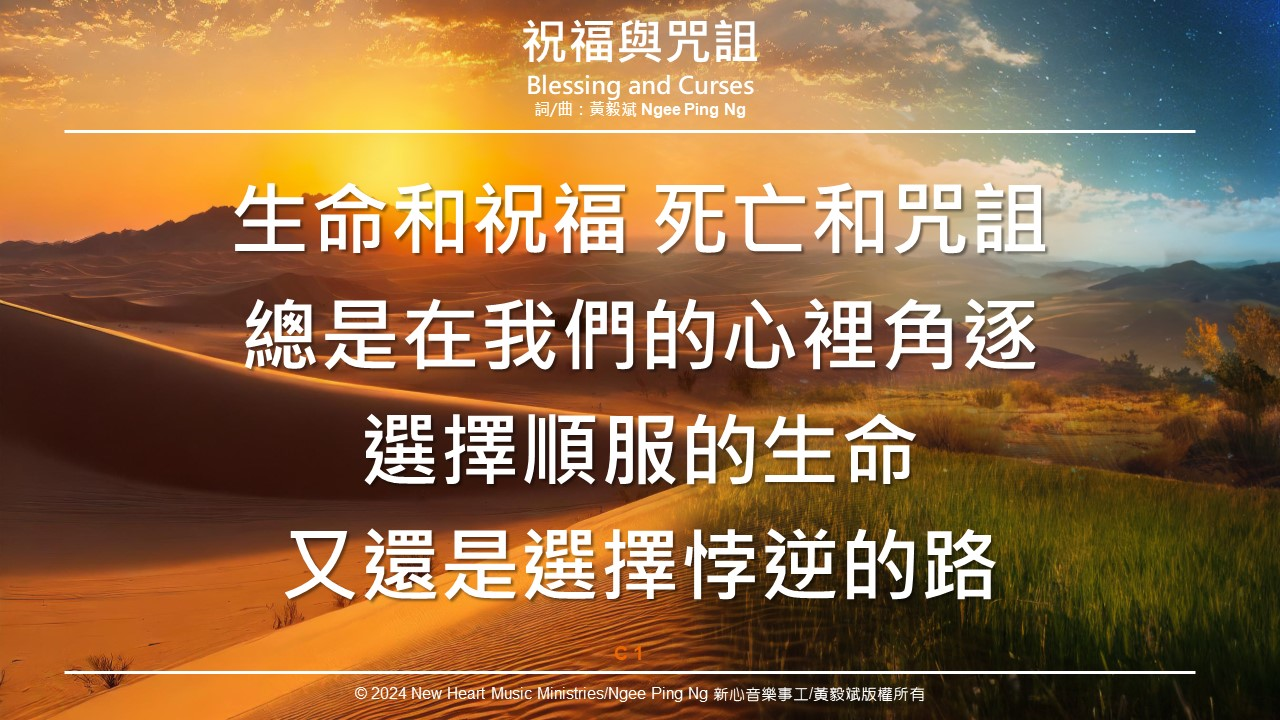 祝福與咒詛
Blessing and Curses
詞/曲：黃毅斌 Ngee Ping Ng
生命和祝福 死亡和咒詛
總是在我們的心裡角逐
選擇順服的生命
又還是選擇悖逆的路
C 1
© 2024 New Heart Music Ministries/Ngee Ping Ng 新心音樂事工/黃毅斌版權所有